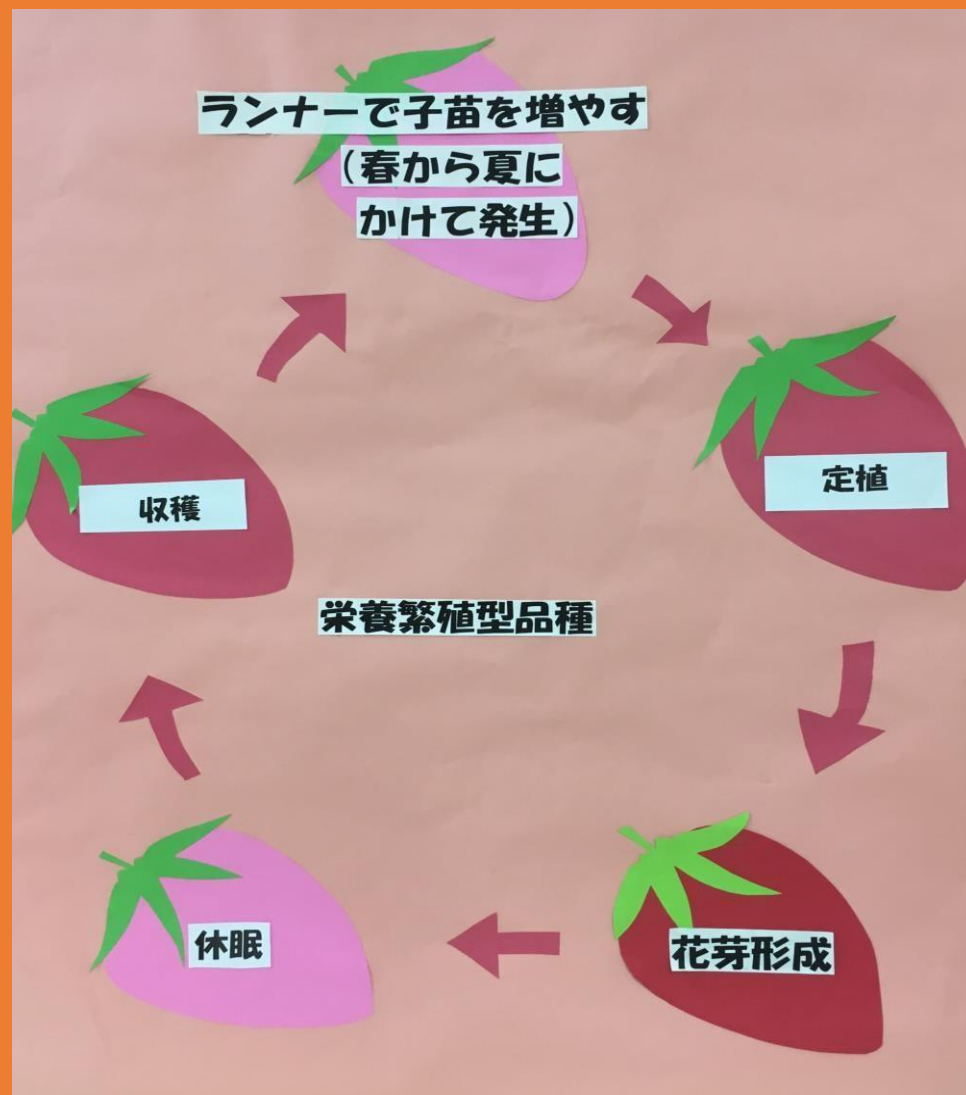 ランナーで子苗を増やす
（春から夏に
かけて発生）
定植
収穫
栄養繁殖型品種
花芽形成
休眠